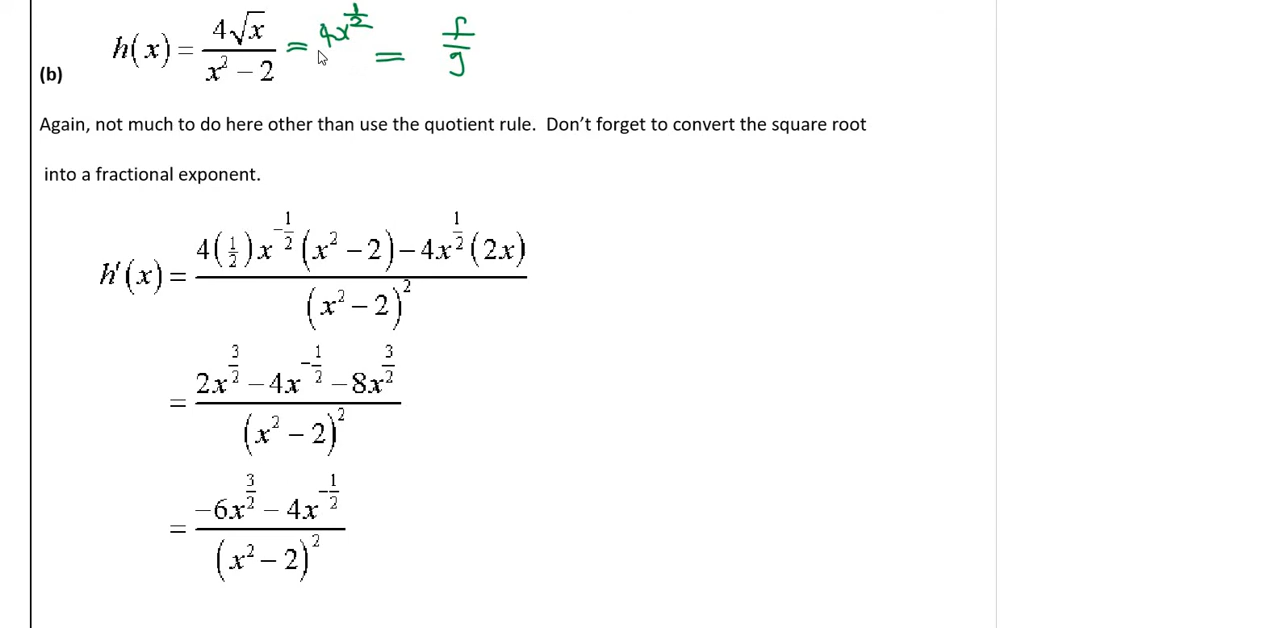 h(x) = 4√x / (x² − 2) = 4x^(1/2) = f/g
(b)
Again, not much to do here other than use the quotient rule. Don’t forget to convert the square root
into a fractional exponent.
h′(x) = (4(1/2)x^(−1/2)(x² − 2) − 4x^(1/2)(2x)) / (x² − 2)²
= (2x^(3/2) − 4x^(−1/2) − 8x^(3/2)) / (x² − 2)²
= (−6x^(3/2) − 4x^(−1/2)) / (x² − 2)²